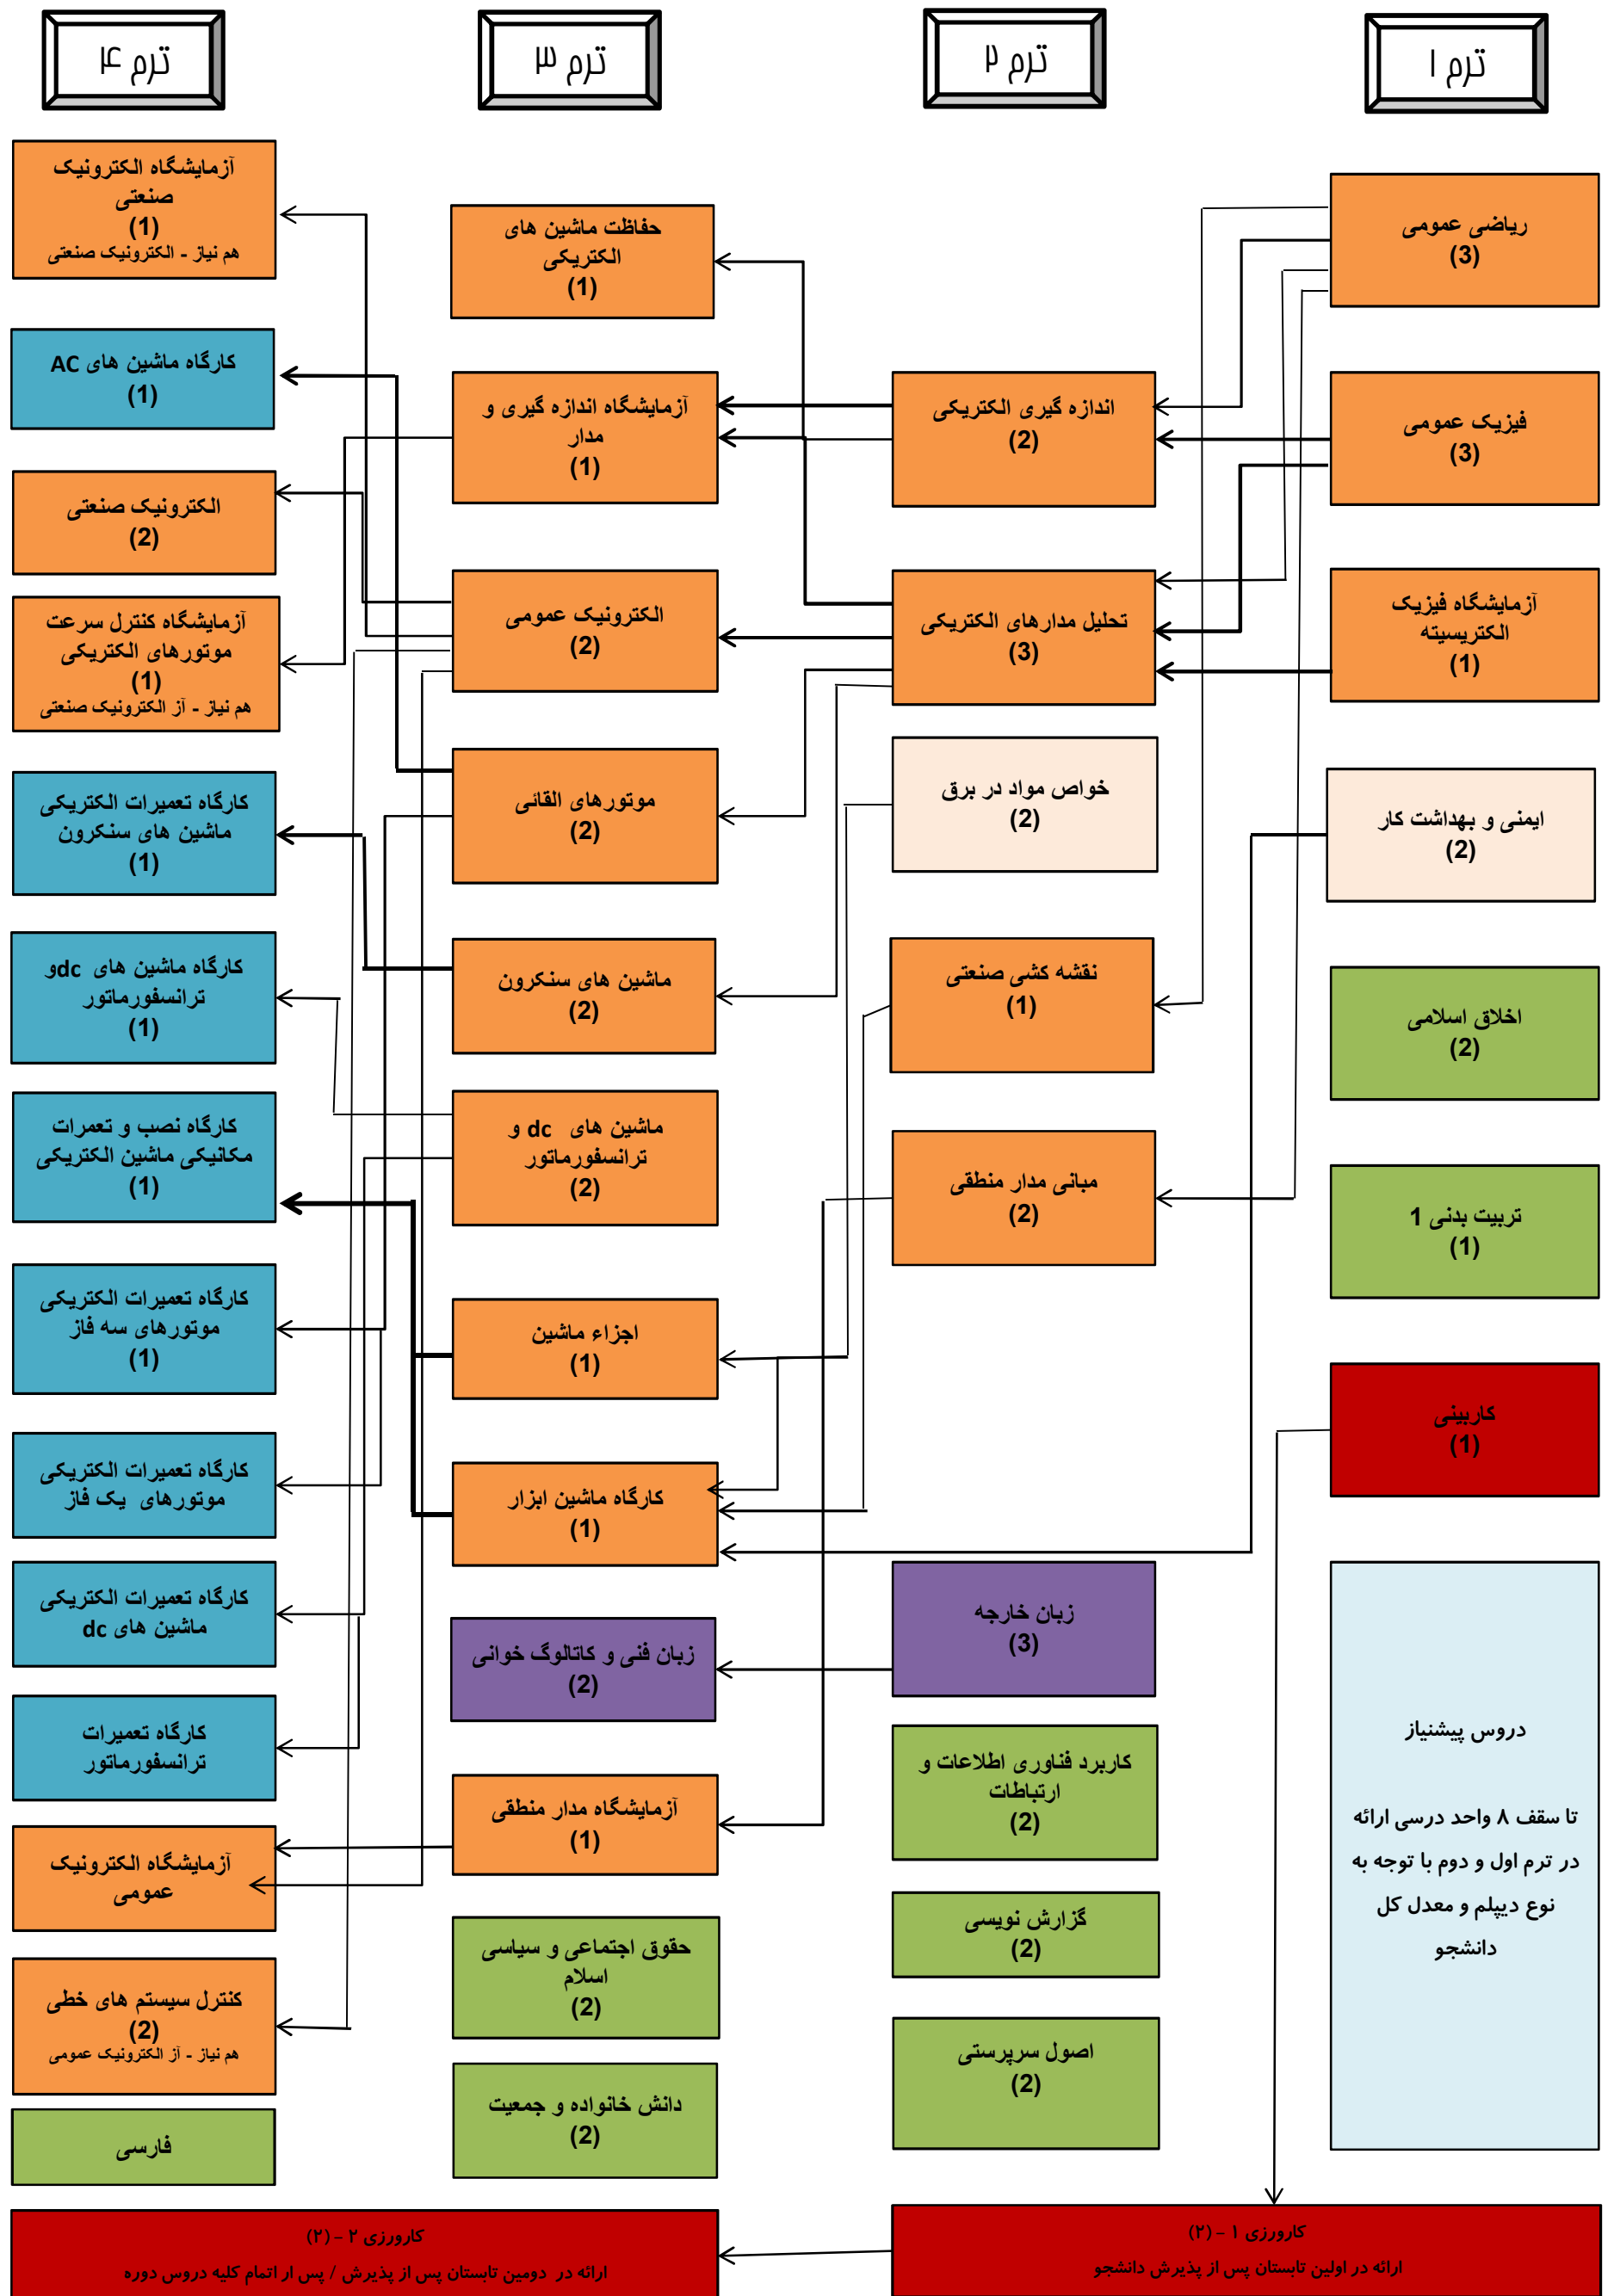 ترم ۱
ترم ۲
ترم ۳
ترم ۴
ریاضی عمومی
(3)
فیزیک عمومی
(3)
آزمایشگاه فیزیک
الکتریسیته
(1)
ایمنی و بهداشت کار
(2)
اخلاق اسلامی
(2)
تربیت بدنی 1
(1)
کاربینی
(1)
دروس پیشنیاز
تا سقف ۸ واحد درسی ارائه
در ترم اول و دوم با توجه به
نوع دیپلم و معدل کل
دانشجو
اندازه گیری الکتریکی
(2)
تحلیل مدارهای الکتریکی
(3)
خواص مواد در برق
(2)
نقشه کشی صنعتی
(1)
مبانی مدار منطقی
(2)
زبان خارجه
(3)
کاربرد فناوری اطلاعات و
ارتباطات
(2)
گزارش نویسی
(2)
اصول سرپرستی
(2)
حفاظت ماشین های
الکتریکی
(1)
آزمایشگاه اندازه گیری و
مدار
(1)
الکترونیک عمومی
(2)
موتورهای القائی
(2)
ماشین های سنکرون
(2)
ماشین های dc و
ترانسفورماتور
(2)
اجزاء ماشین
(1)
کارگاه ماشین ابزار
(1)
زبان فنی و کاتالوگ خوانی
(2)
آزمایشگاه مدار منطقی
(1)
حقوق اجتماعی و سیاسی
اسلام
(2)
دانش خانواده و جمعیت
(2)
آزمایشگاه الکترونیک
صنعتی
(1)
هم نیاز - الکترونیک صنعتی
کارگاه ماشین های AC
(1)
الکترونیک صنعتی
(2)
آزمایشگاه کنترل سرعت
موتورهای الکتریکی
(1)
هم نیاز - آز الکترونیک صنعتی
کارگاه تعمیرات الکتریکی
ماشین های سنکرون
(1)
کارگاه ماشین های dcو
ترانسفورماتور
(1)
کارگاه نصب و تعمرات
مکانیکی ماشین الکتریکی
(1)
کارگاه تعمیرات الکتریکی
موتورهای سه فاز
(1)
کارگاه تعمیرات الکتریکی
موتورهای یک فاز
کارگاه تعمیرات الکتریکی
ماشین های dc
کارگاه تعمیرات
ترانسفورماتور
آزمایشگاه الکترونیک
عمومی
کنترل سیستم های خطی
(2)
هم نیاز - آز الکترونیک عمومی
فارسی
کارورزی ۱ - (۲)
ارائه در اولین تابستان پس از پذیرش دانشجو
کارورزی ۲ - (۲)
ارائه در دومین تابستان پس از پذیرش / پس ار اتمام کلیه دروس دوره